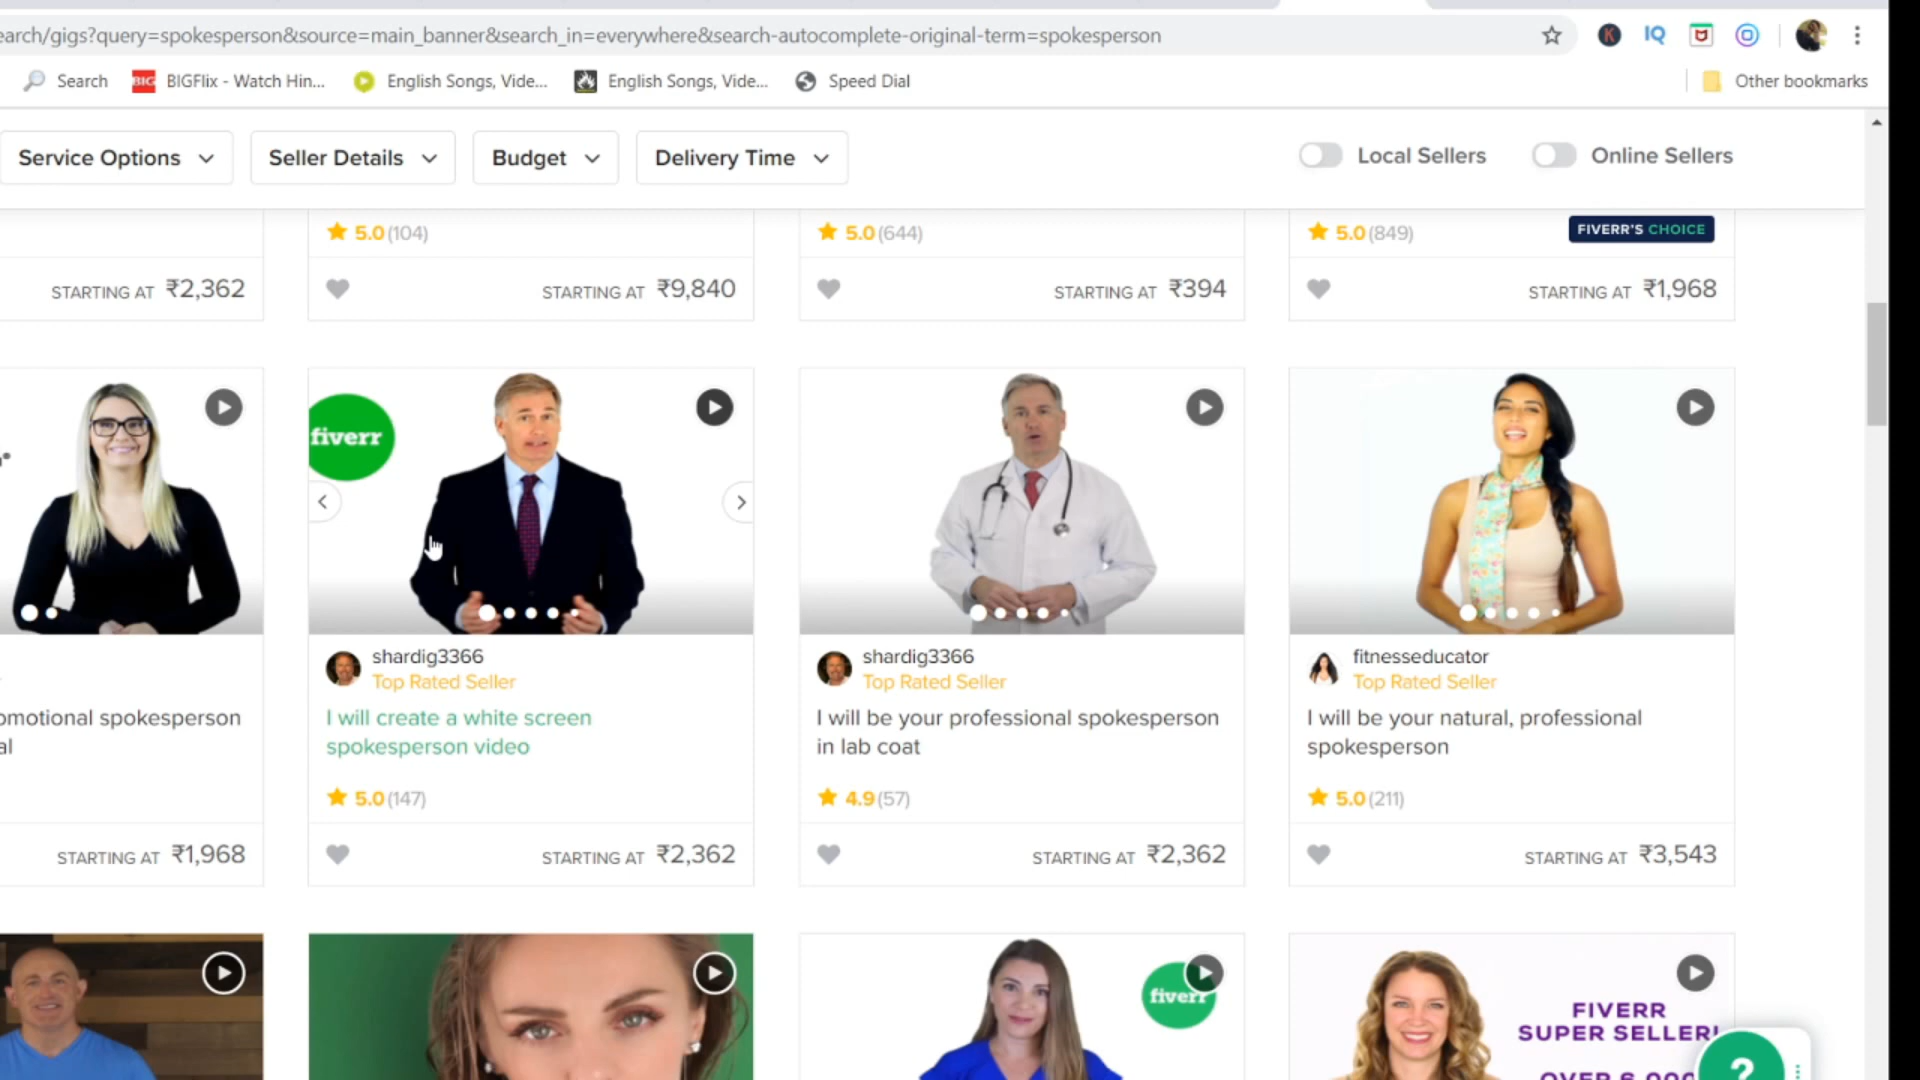 earch/gigs?query=spokesperson&source=main_banner&search_in=everywhere&search-autocomplete-original-term=spokesperson
K
IQ
Search
BIG
BIGFlix - Watch Hin...
English Songs, Vide...
English Songs, Vide...
Speed Dial
Other bookmarks
Service Options
Seller Details
Budget
Delivery Time
Local Sellers
Online Sellers
5.0 (104)
5.0 (644)
5.0 (849)
FIVERR'S CHOICE
STARTING AT ₹2,362
STARTING AT ₹9,840
STARTING AT ₹394
STARTING AT ₹1,968
fiverr
omotional spokesperson
al
STARTING AT ₹1,968
shardig3366
Top Rated Seller
I will create a white screen
spokesperson video
5.0 (147)
STARTING AT ₹2,362
shardig3366
Top Rated Seller
I will be your professional spokesperson
in lab coat
4.9 (57)
STARTING AT ₹2,362
fitnesseducator
Top Rated Seller
I will be your natural, professional
spokesperson
5.0 (211)
STARTING AT ₹3,543
fiverr
FIVERR
SUPER SELLER!
OVER 6,000
?